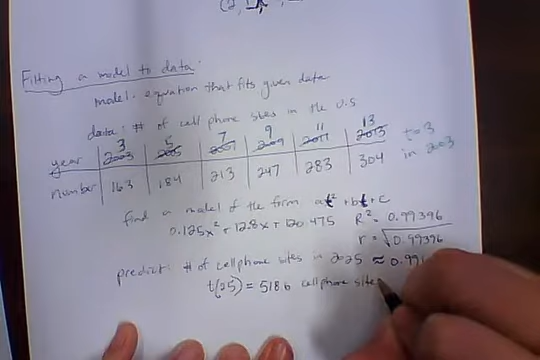 Fitting a model to data:
model: equation that fits given data
data: # of cell phone sites in the U.S
3 5 7 9 11 13
year 2003 2005 2007 2009 2011 2013 t=3
in 2003
number 163 184 213 247 283 304
find a model of the form at²+bt+c
0.125x² + 12.8x + 120.475 R² = 0.99396
r = √0.99396
predict: # of cellphone sites in 2025 ≈ 0.99
t(25) = 518.6 cellphone sites